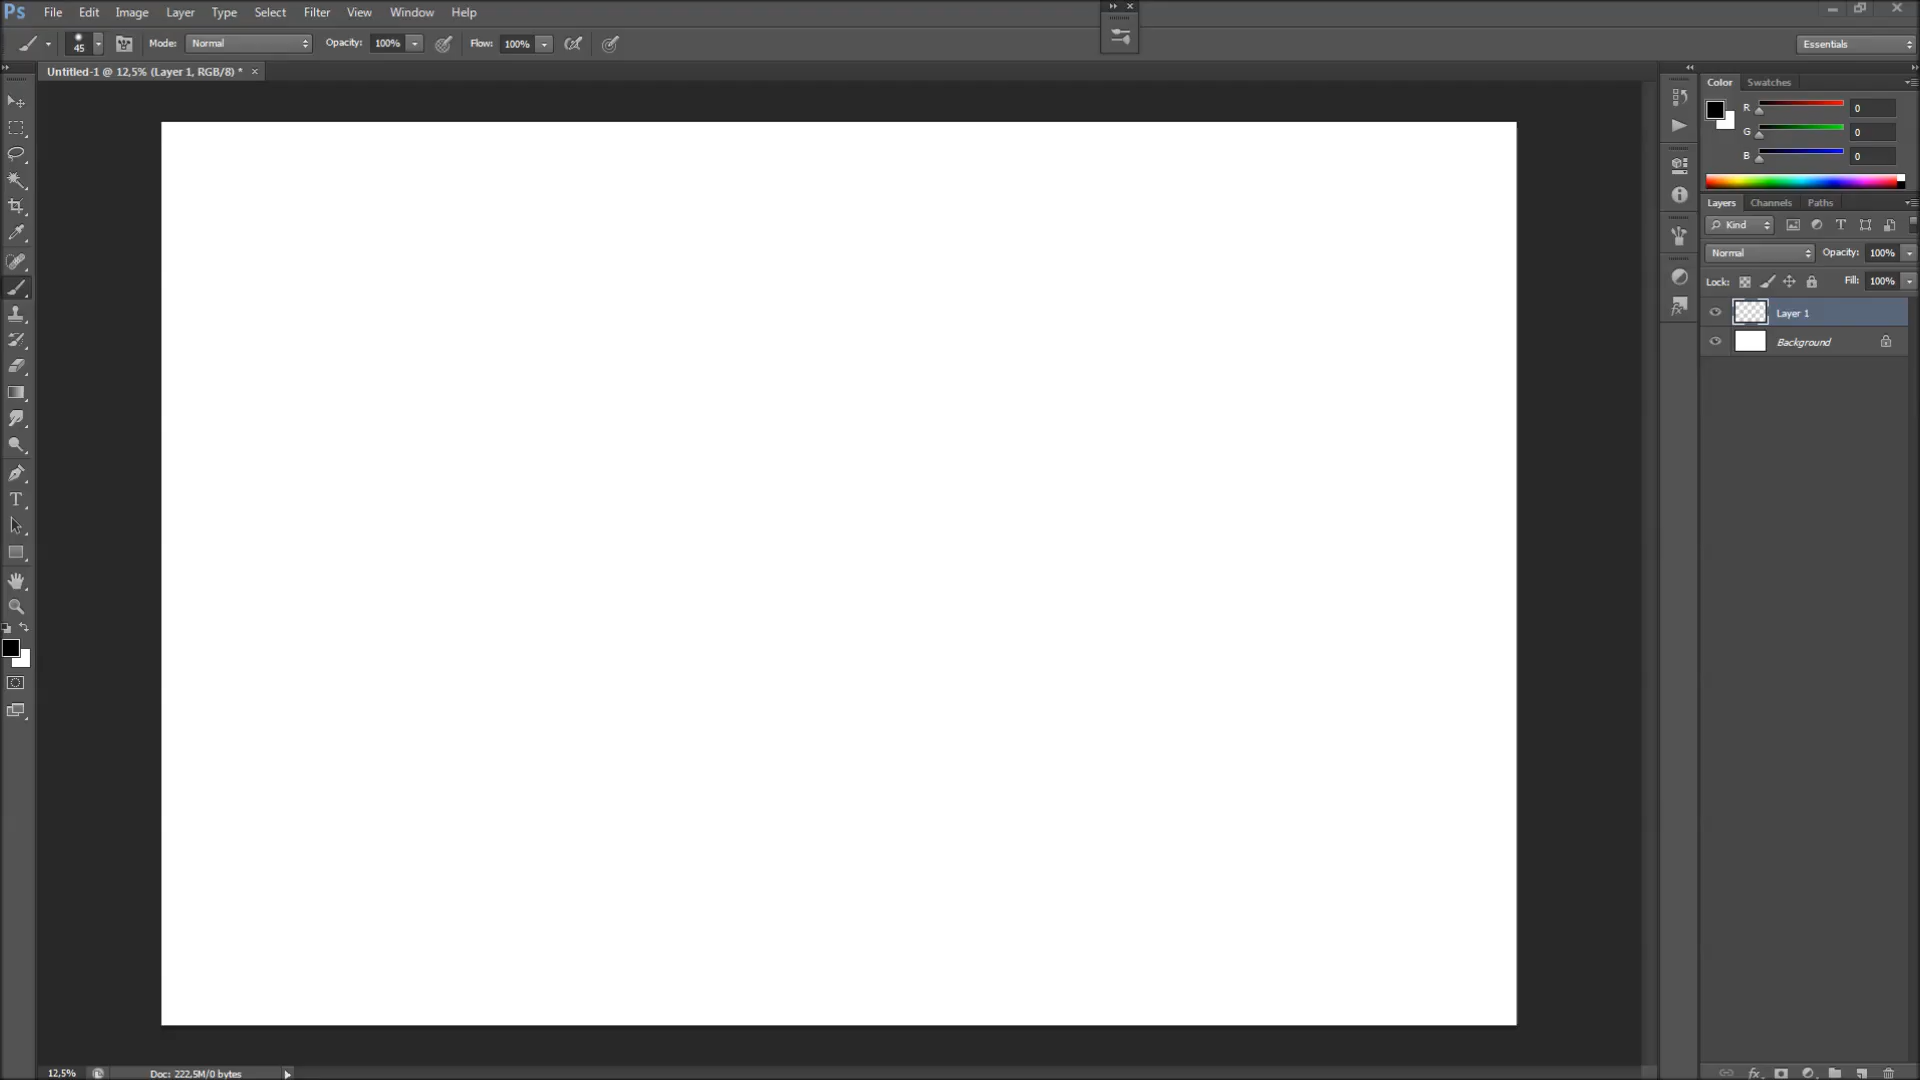 Ps File Edit Image Layer Type Select Filter View Window Help
45 Mode: Normal Opacity: 100% Flow: 100% Essentials
Untitled-1 @ 12,5% (Layer 1, RGB/8) *
Color Swatches
R 0
G 0
B 0
Layers Channels Paths
Kind
Normal Opacity: 100%
Lock: Fill: 100%
Layer 1
Background
12,5% Doc: 222,5M/0 bytes